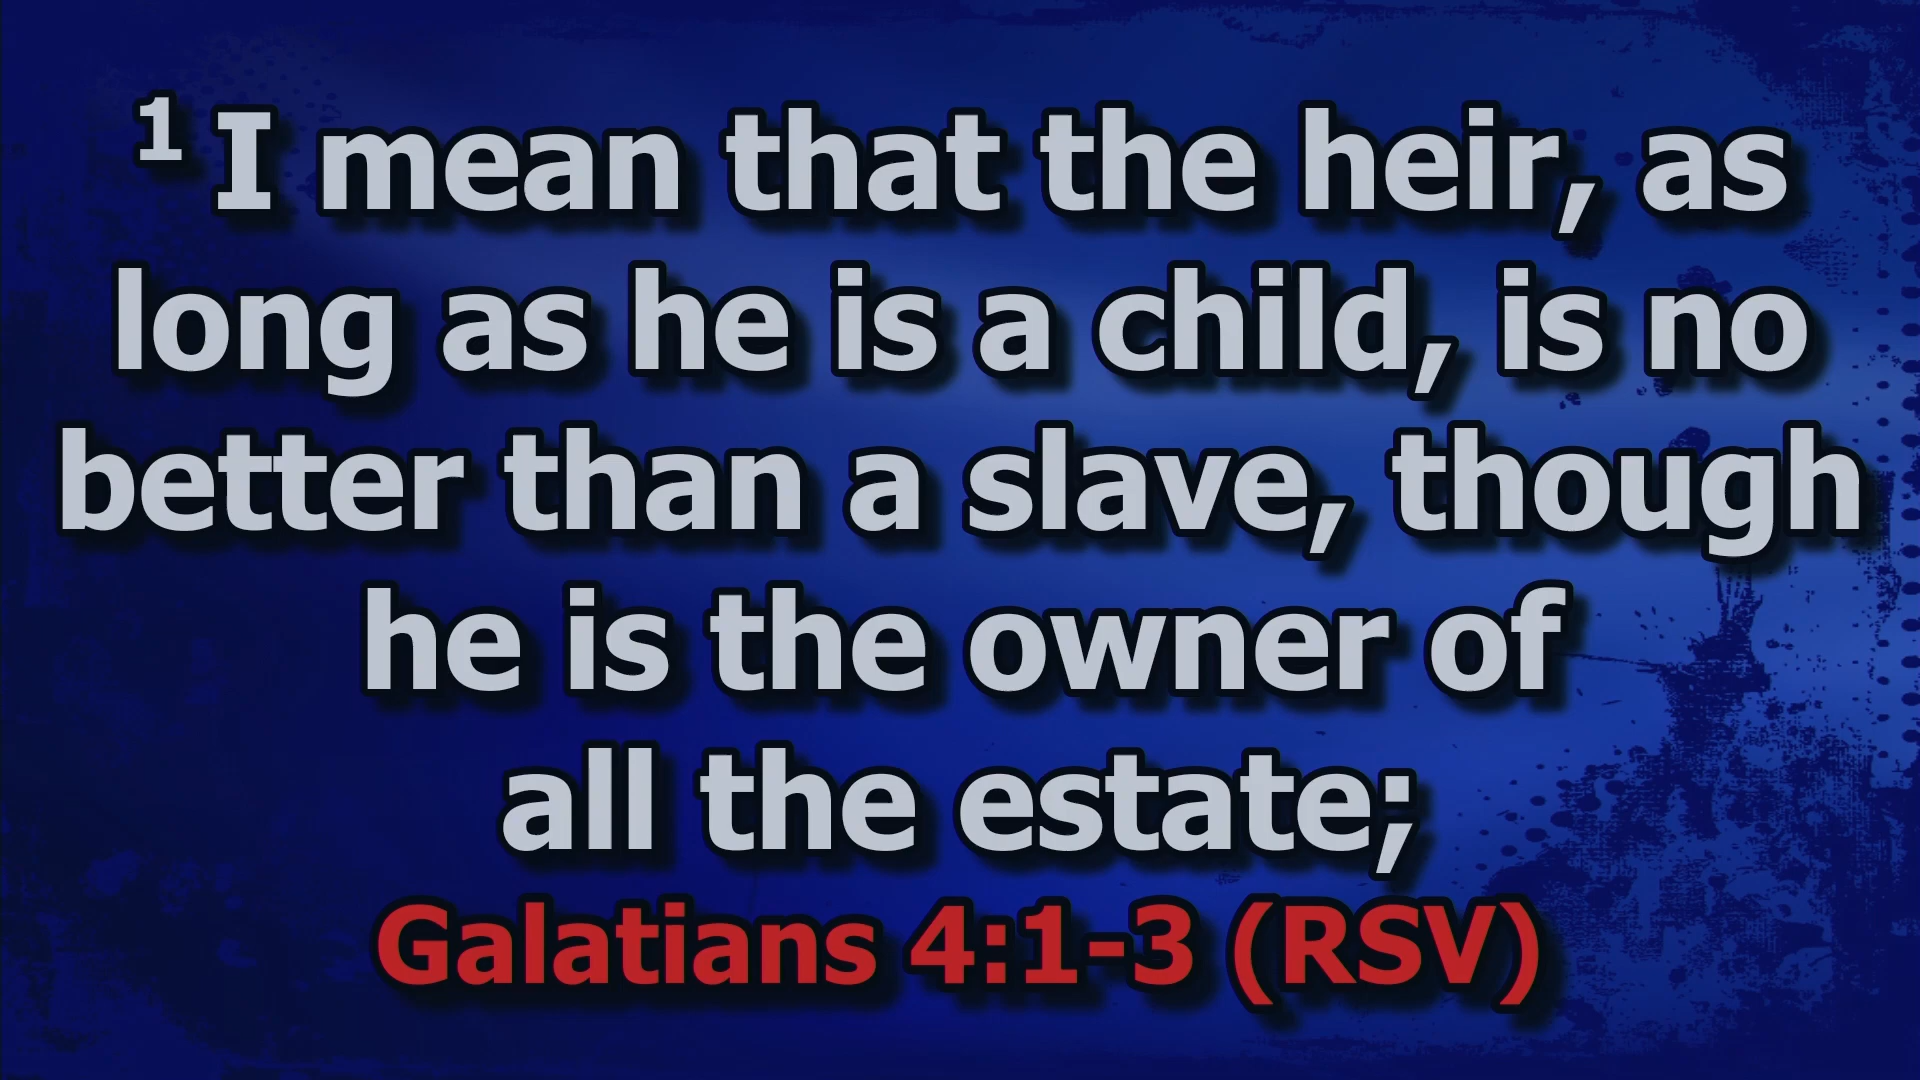 1 I mean that the heir, as
long as he is a child, is no
better than a slave, though
he is the owner of
all the estate;
Galatians 4:1-3 (RSV)